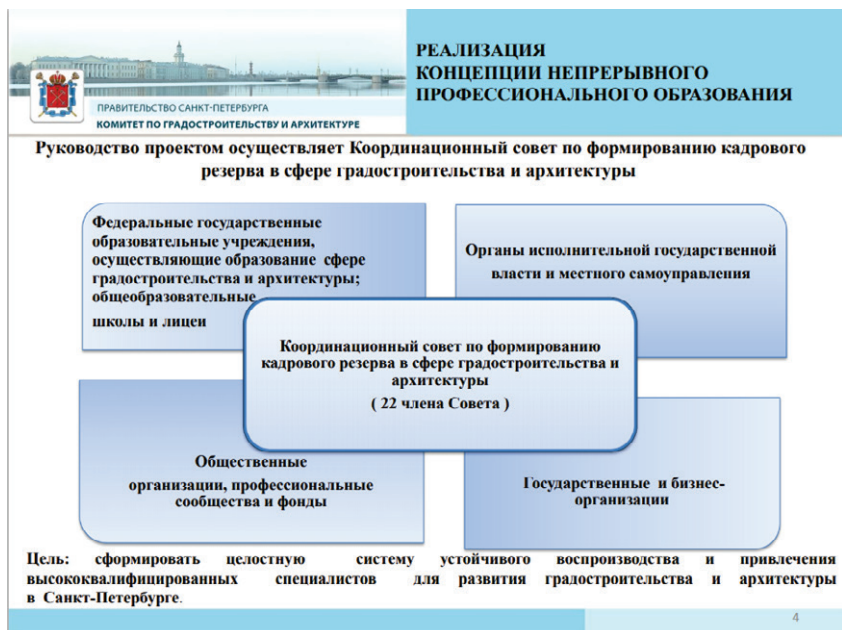 РЕАЛИЗАЦИЯ
КОНЦЕПЦИИ НЕПРЕРЫВНОГО
ПРОФЕССИОНАЛЬНОГО ОБРАЗОВАНИЯ
ПРАВИТЕЛЬСТВО САНКТ-ПЕТЕРБУРГА
КОМИТЕТ ПО ГРАДОСТРОИТЕЛЬСТВУ И АРХИТЕКТУРЕ
Руководство проектом осуществляет Координационный совет по формированию кадрового
резерва в сфере градостроительства и архитектуры
Федеральные государственные
образовательные учреждения,
осуществляющие образование сфере
градостроительства и архитектуры;
общеобразовательные
школы и лицеи
Органы исполнительной государственной
власти и местного самоуправления
Координационный совет по формированию
кадрового резерва в сфере градостроительства и
архитектуры
( 22 члена Совета )
Общественные
организации, профессиональные
сообщества и фонды
Государственные и бизнес-
организации
Цель: сформировать целостную систему устойчивого воспроизводства и привлечения
высококвалифицированных специалистов для развития градостроительства и архитектуры
в Санкт-Петербурге.
4